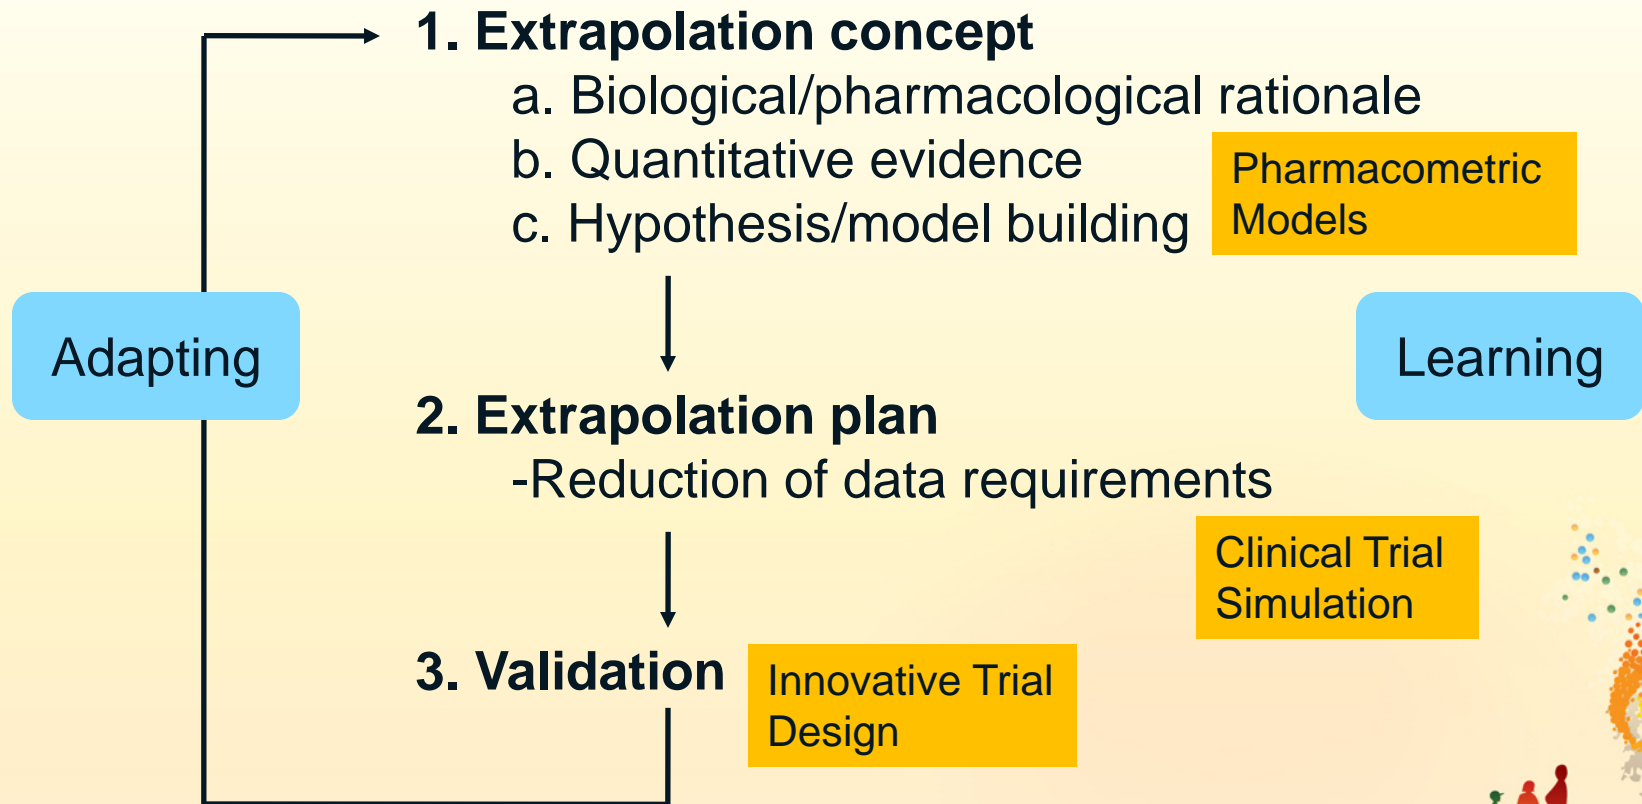 1. Extrapolation concept
a. Biological/pharmacological rationale
b. Quantitative evidence
c. Hypothesis/model building
Pharmacometric
Models
Adapting
Learning
2. Extrapolation plan
-Reduction of data requirements
Clinical Trial
Simulation
3. Validation
Innovative Trial
Design